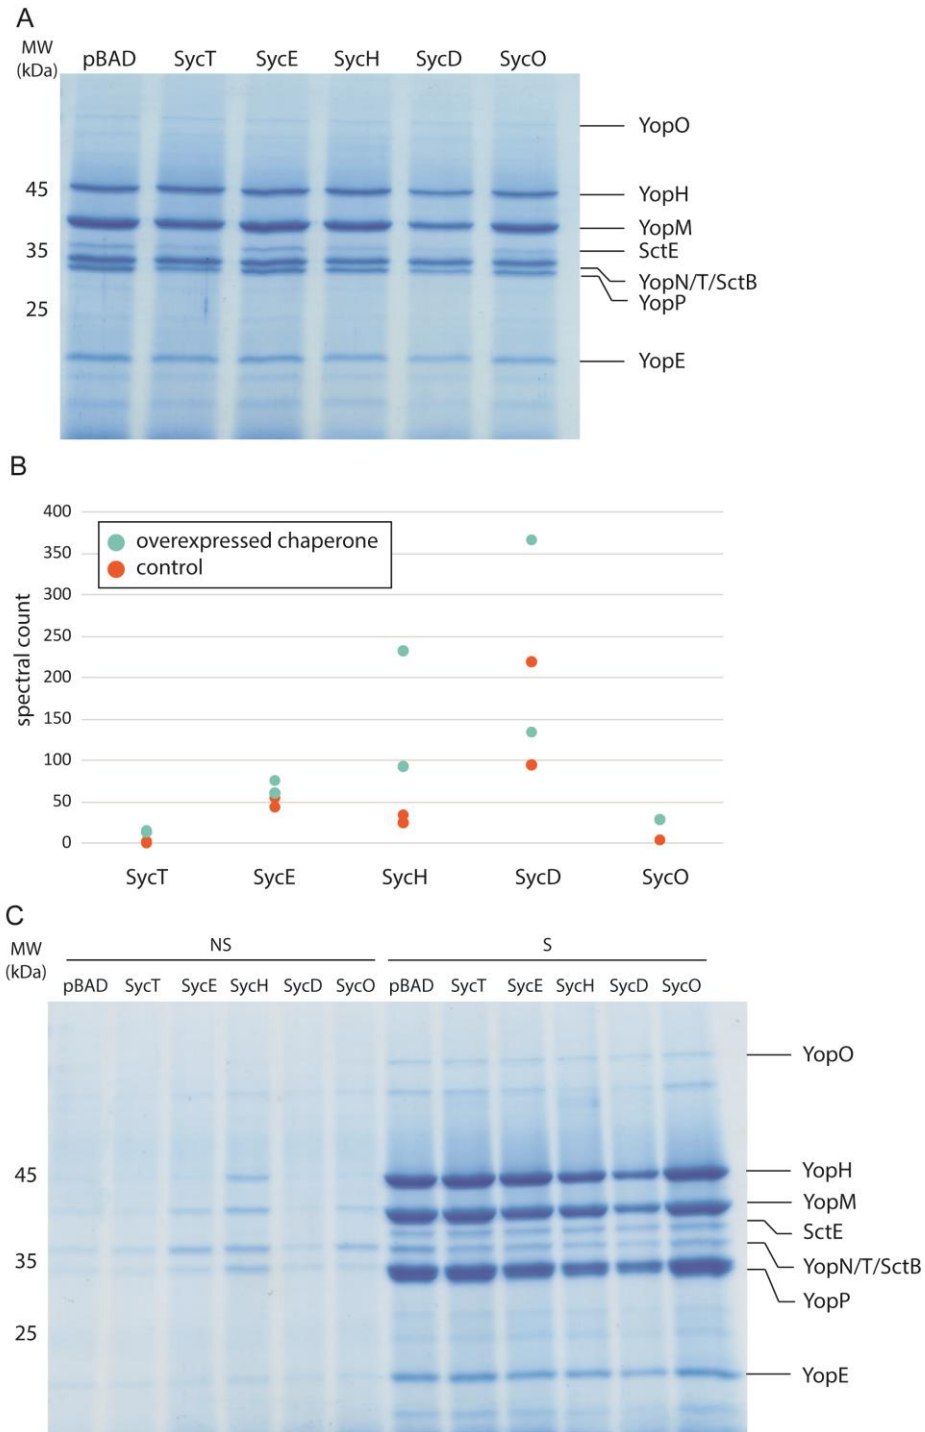 A
MW
(kDa)
pBAD SycT SycE SycH SycD SycO
YopO
45
YopH
YopM
35
SctE
YopN/T/SctB
YopP
25
YopE
B
400
350
300
250
200
150
100
50
0
spectral count
overexpressed chaperone
control
SycT SycE SycH SycD SycO
C
MW
(kDa)
NS S
pBAD SycT SycE SycH SycD SycO pBAD SycT SycE SycH SycD SycO
YopO
45
YopH
YopM
SctE
35
YopN/T/SctB
YopP
25
YopE